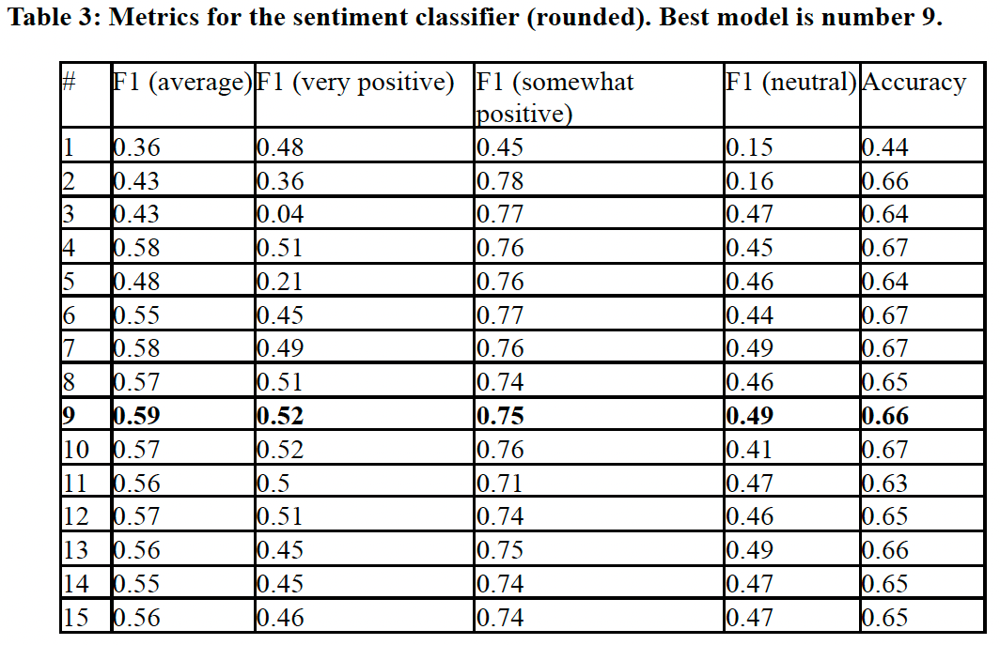 Table 3: Metrics for the sentiment classifier (rounded). Best model is number 9.
# F1 (average) F1 (very positive) F1 (somewhat positive) F1 (neutral) Accuracy
1 0.36 0.48 0.45 0.15 0.44
2 0.43 0.36 0.78 0.16 0.66
3 0.43 0.04 0.77 0.47 0.64
4 0.58 0.51 0.76 0.45 0.67
5 0.48 0.21 0.76 0.46 0.64
6 0.55 0.45 0.77 0.44 0.67
7 0.58 0.49 0.76 0.49 0.67
8 0.57 0.51 0.74 0.46 0.65
9 0.59 0.52 0.75 0.49 0.66
10 0.57 0.52 0.76 0.41 0.67
11 0.56 0.5 0.71 0.47 0.63
12 0.57 0.51 0.74 0.46 0.65
13 0.56 0.45 0.75 0.49 0.66
14 0.55 0.45 0.74 0.47 0.65
15 0.56 0.46 0.74 0.47 0.65